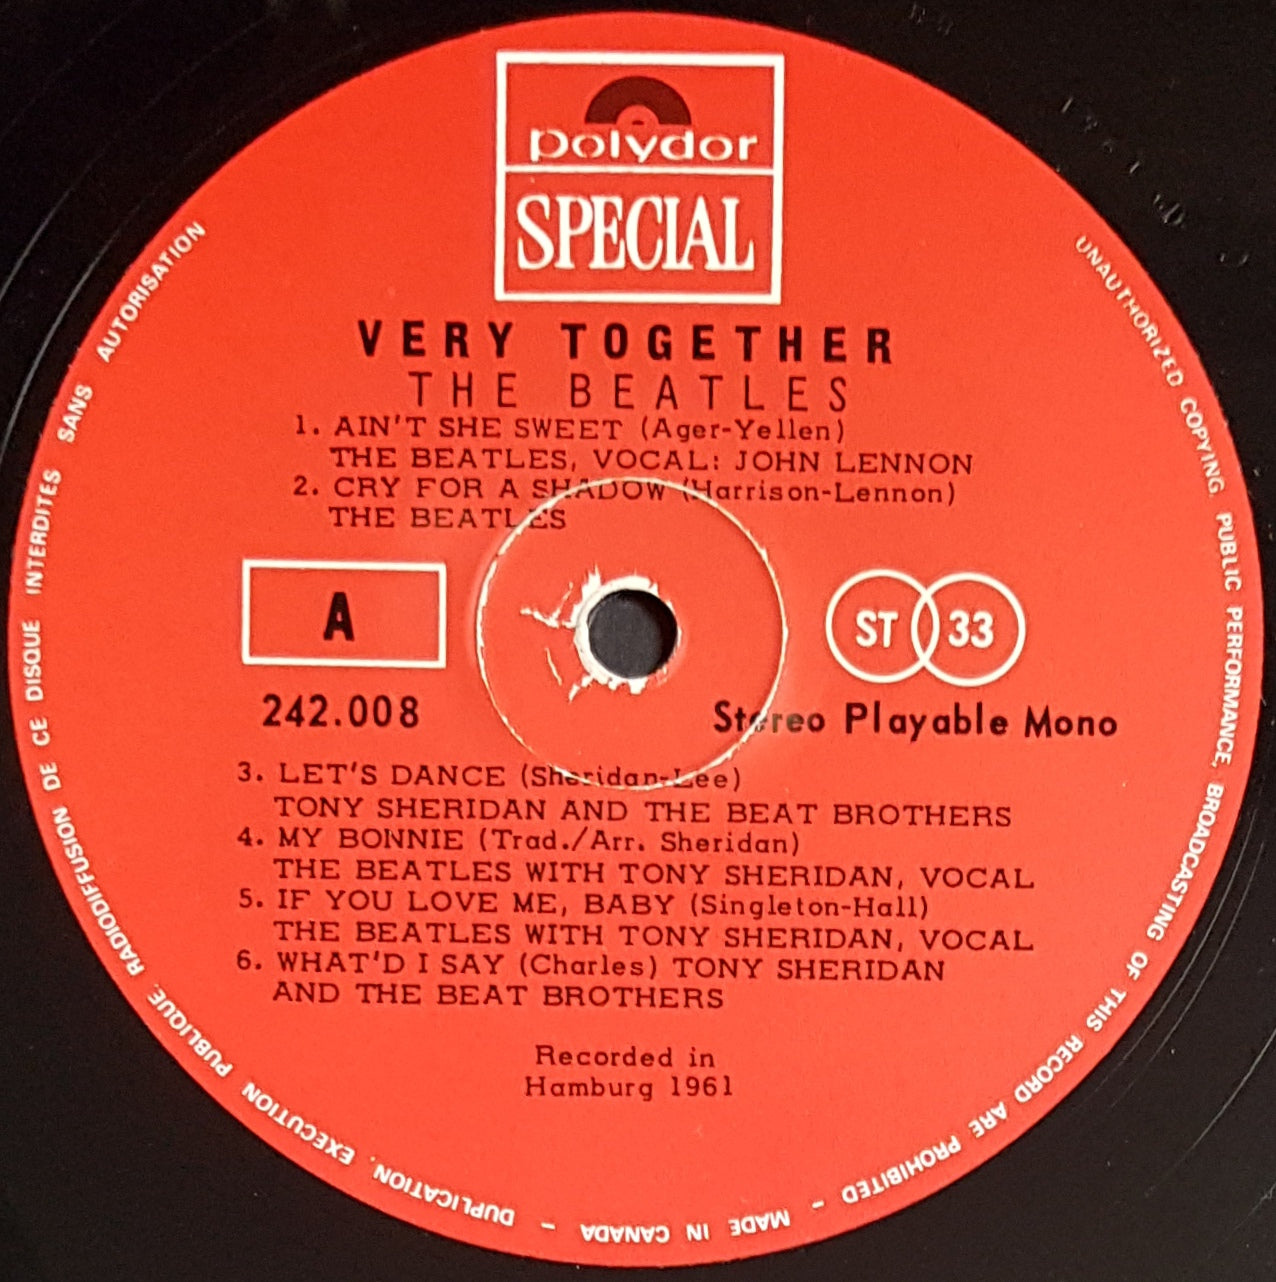 polydor
SPECIAL
VERY TOGETHER
THE BEATLES
1. AIN'T SHE SWEET (Ager-Yellen)
THE BEATLES, VOCAL: JOHN LENNON
2. CRY FOR A SHADOW (Harrison-Lennon)
THE BEATLES
A
ST 33
242.008
Stereo Playable Mono
3. LET'S DANCE (Sheridan-Lee)
TONY SHERIDAN AND THE BEAT BROTHERS
4. MY BONNIE (Trad./Arr. Sheridan)
THE BEATLES WITH TONY SHERIDAN, VOCAL
5. IF YOU LOVE ME, BABY (Singleton-Hall)
THE BEATLES WITH TONY SHERIDAN, VOCAL
6. WHAT'D I SAY (Charles) TONY SHERIDAN
AND THE BEAT BROTHERS
Recorded in
Hamburg 1961
UNAUTHORIZED COPYING, PUBLIC PERFORMANCE, BROADCASTING OF THIS RECORD ARE PROHIBITED - MADE IN CANADA - DUPLICATION, EXECUTION PUBLIQUE, RADIODIFFUSION DE CE DISQUE INTERDITES SANS AUTORISATION